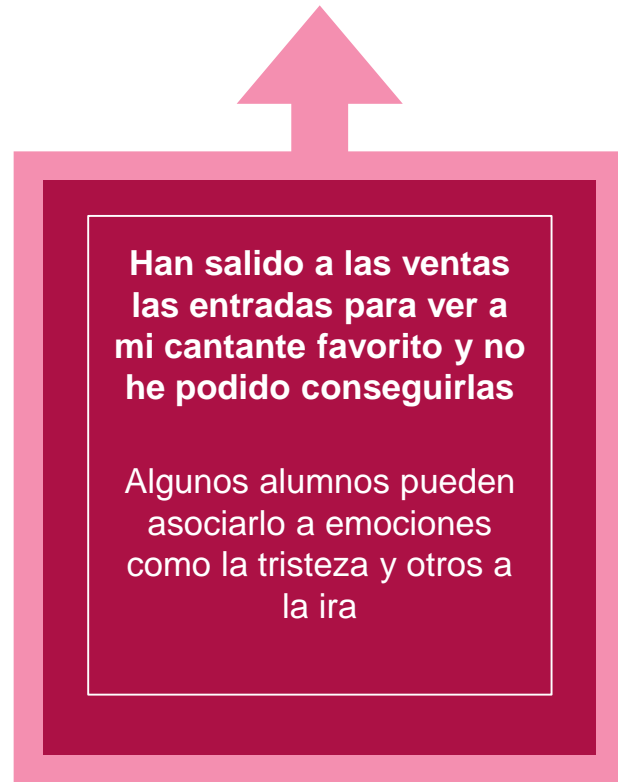 Han salido a las ventas
las entradas para ver a
mi cantante favorito y no
he podido conseguirlas
Algunos alumnos pueden
asociarlo a emociones
como la tristeza y otros a
la ira